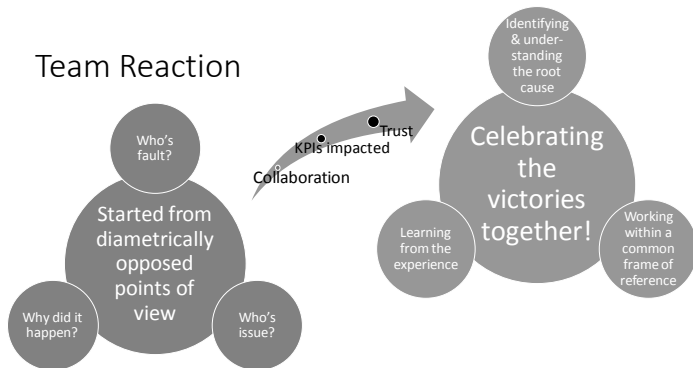 Team Reaction
Who's
fault?
Started from
diametrically
opposed
points of
view
Why did it
happen?
Who's
issue?
Collaboration
KPIs impacted
Trust
Identifying
& under-
standing
the root
cause
Celebrating
the
victories
together!
Learning
from the
experience
Working
within a
common
frame of
reference